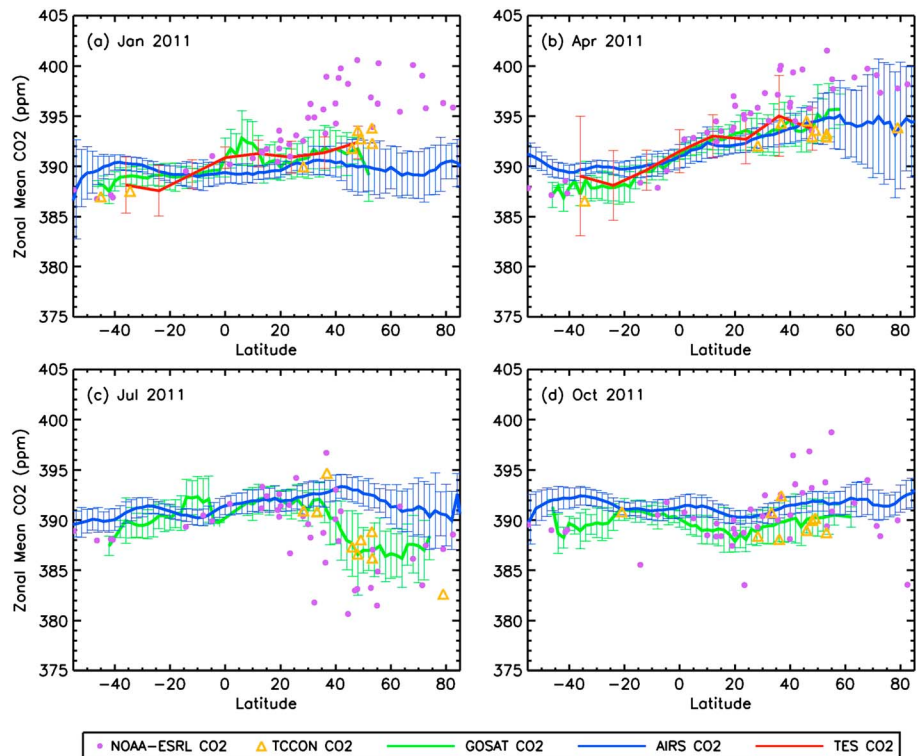 (a) Jan 2011
(b) Apr 2011
405
400
395
390
385
380
375
Zonal Mean CO2 (ppm)
-40 -20 0 20 40 60 80
Latitude
405
400
395
390
385
380
375
-40 -20 0 20 40 60 80
Latitude
(c) Jul 2011
(d) Oct 2011
405
400
395
390
385
380
375
Zonal Mean CO2 (ppm)
-40 -20 0 20 40 60 80
Latitude
405
400
395
390
385
380
375
-40 -20 0 20 40 60 80
Latitude
NOAA-ESRL CO2 TCCON CO2 GOSAT CO2 AIRS CO2 TES CO2